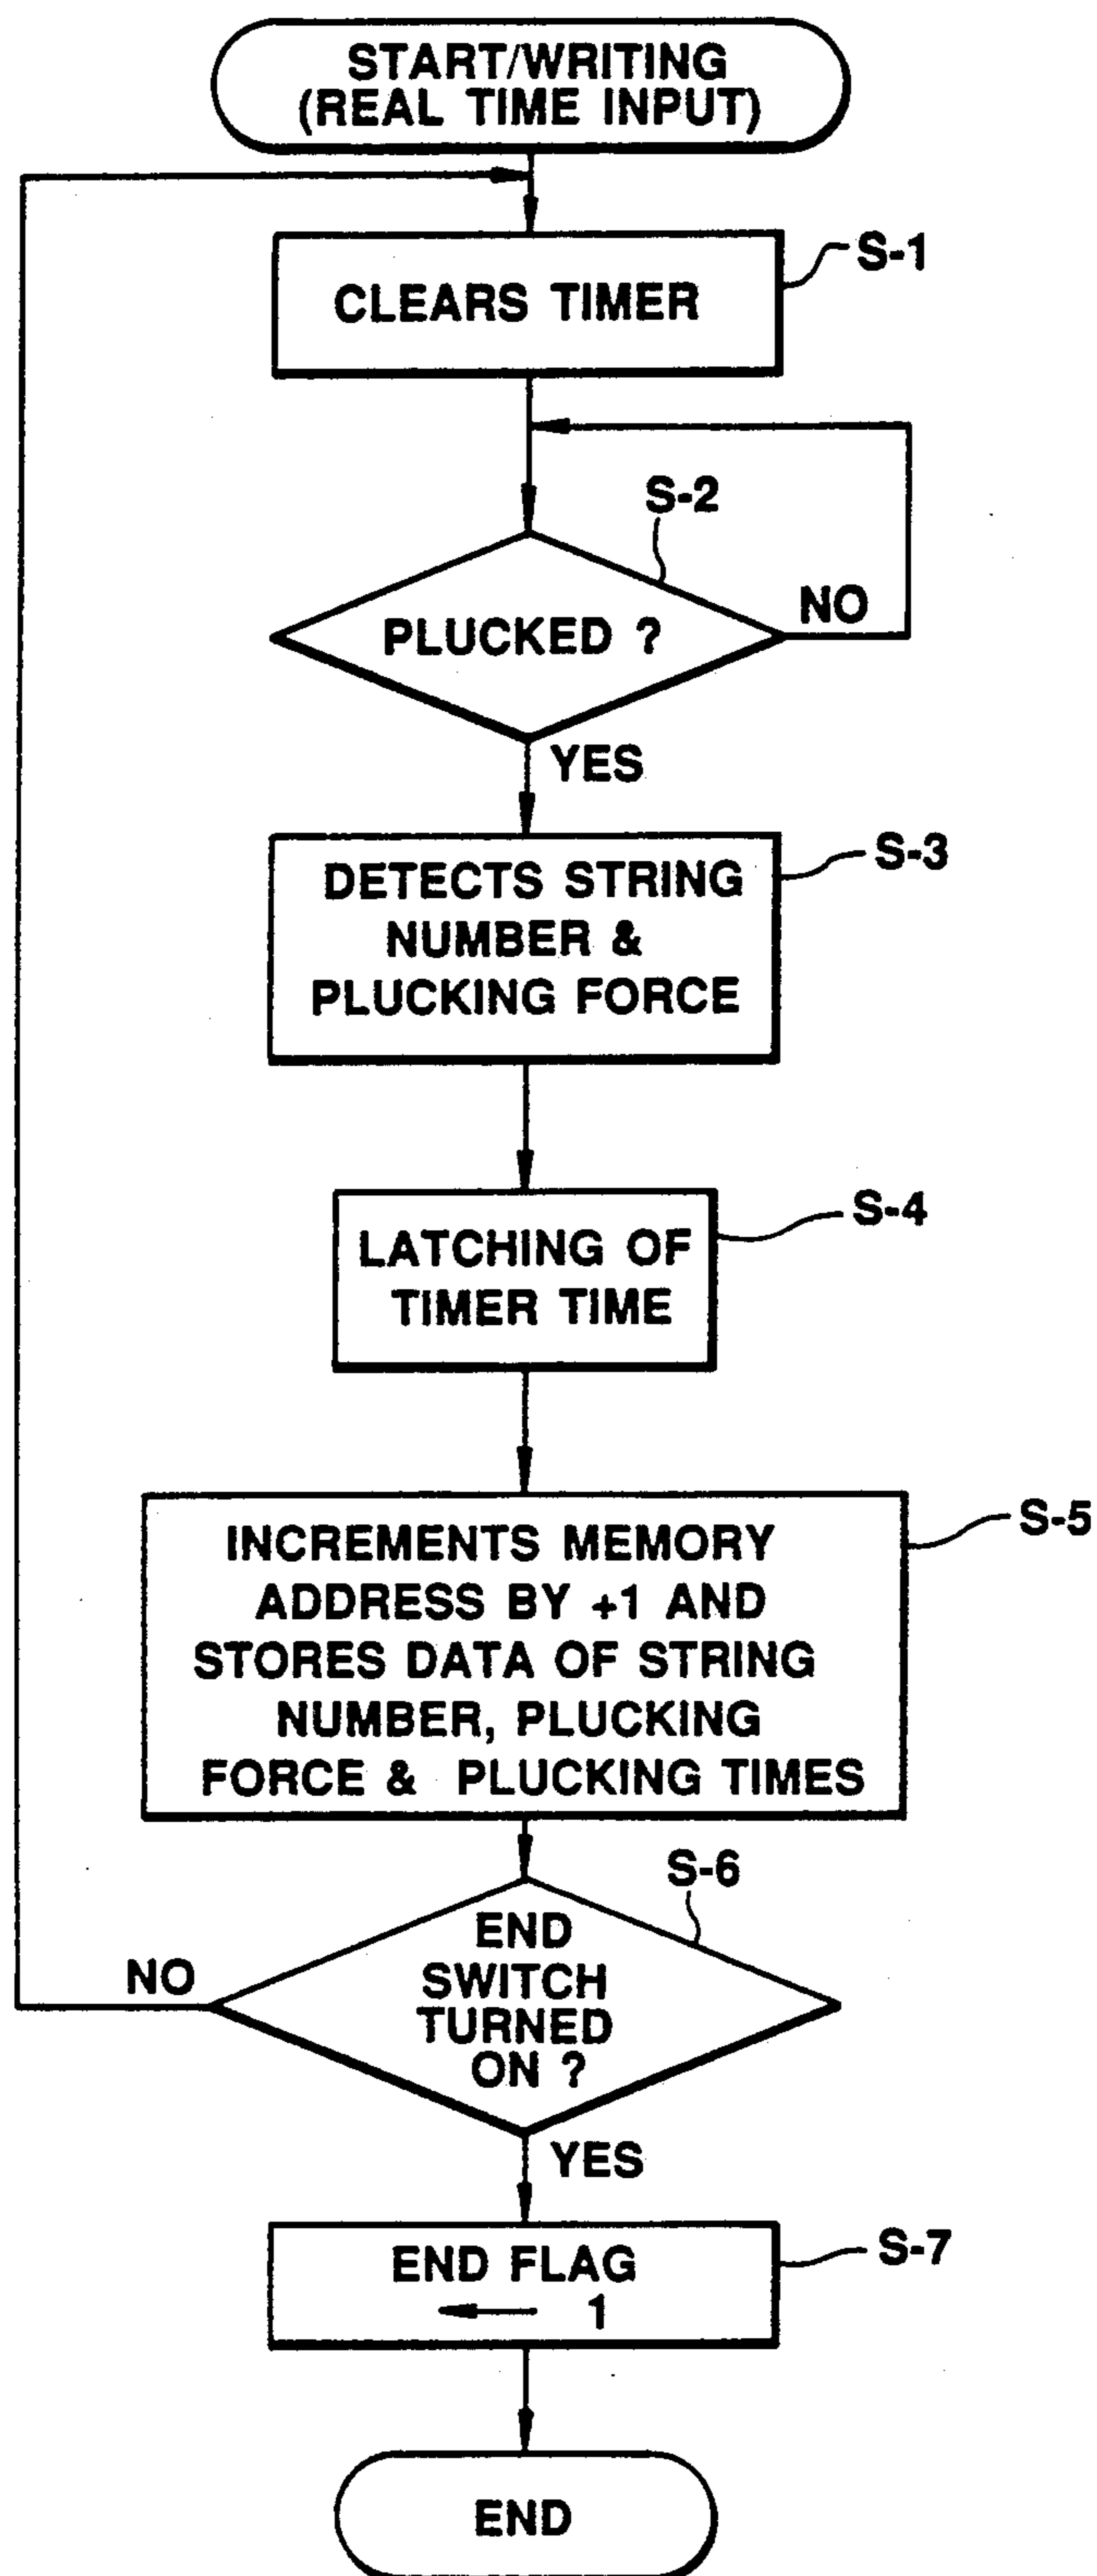 START/WRITING
(REAL TIME INPUT)
CLEARS TIMER
S-1
S-2
PLUCKED ?
NO
YES
DETECTS STRING
NUMBER &
PLUCKING FORCE
S-3
LATCHING OF
TIMER TIME
S-4
INCREMENTS MEMORY
ADDRESS BY +1 AND
STORES DATA OF STRING
NUMBER, PLUCKING
FORCE & PLUCKING TIMES
S-5
S-6
END
SWITCH
TURNED
ON ?
NO
YES
END FLAG
← 1
S-7
END